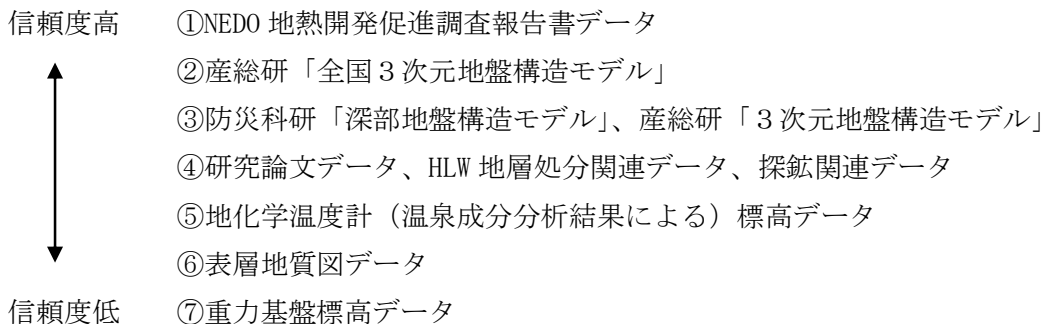 信頼度高 ①NEDO 地熱開発促進調査報告書データ
②産総研「全国３次元地盤構造モデル」
③防災科研「深部地盤構造モデル」、産総研「３次元地盤構造モデル」
④研究論文データ、HLW 地層処分関連データ、探鉱関連データ
⑤地化学温度計（温泉成分分析結果による）標高データ
⑥表層地質図データ
信頼度低 ⑦重力基盤標高データ